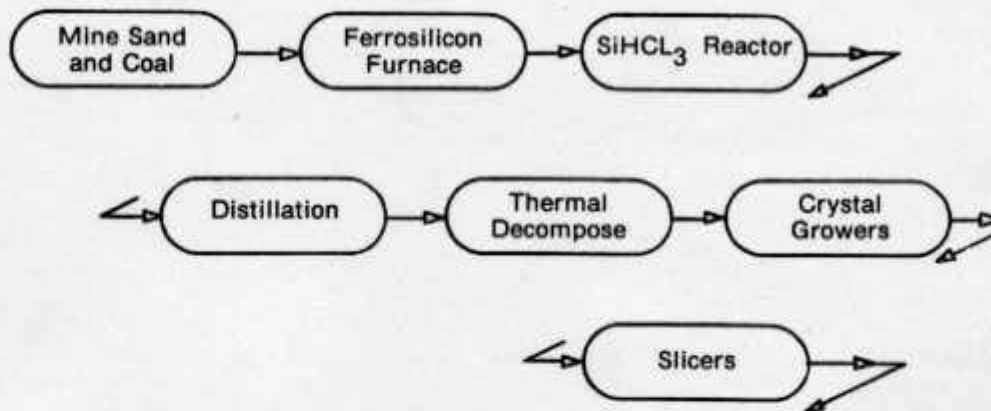 Mine Sand
and Coal
Ferrosilicon
Furnace
SiHCL₃ Reactor
Distillation
Thermal
Decompose
Crystal
Growers
Slicers